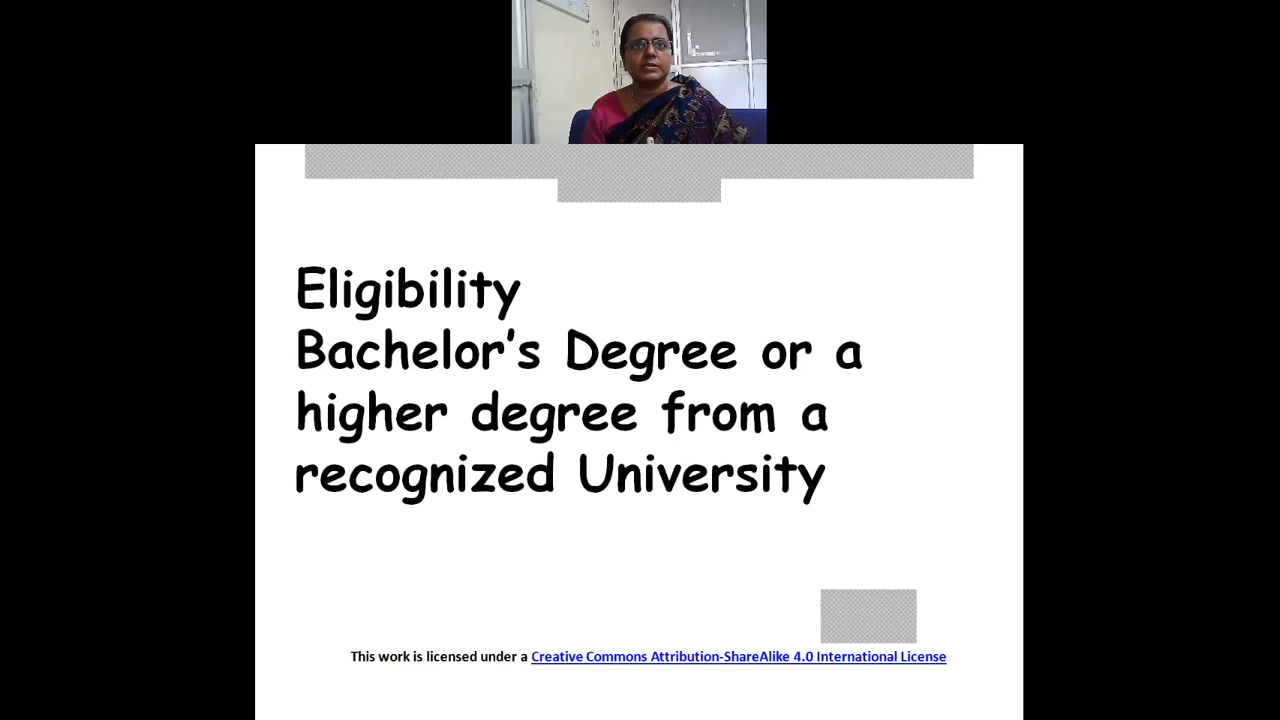 Eligibility
Bachelor’s Degree or a
higher degree from a
recognized University
This work is licensed under a Creative Commons Attribution-ShareAlike 4.0 International License